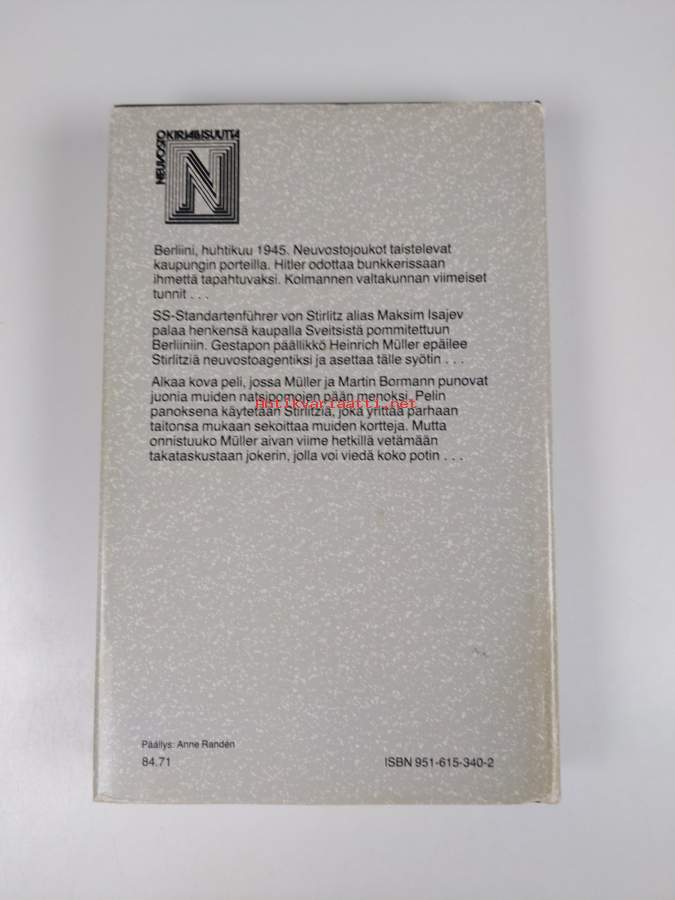 NEUVOSTOKIRJALLISUUTTA
N
Berliini, huhtikuu 1945. Neuvostojoukot taistelevat
kaupungin porteilla. Hitler odottaa bunkkerissaan
ihmettä tapahtuvaksi. Kolmannen valtakunnan viimeiset
tunnit . . .
SS-Standartenführer von Stirlitz alias Maksim Isajev
palaa henkensä kaupalla Sveitsistä pommitettuun
Berliiniin. Gestapon päällikkö Heinrich Müller epäilee
Stirlitziä neuvostoagentiksi ja asettaa tälle syötin . . .
Alkaa kova peli, jossa Müller ja Martin Bormann punovat
juonia muiden natsipomojen pään menoksi. Pelin
Antikvariaatti.net
panoksena käytetään Stirlitziä, joka yrittää parhaan
taitonsa mukaan sekoittaa muiden kortteja. Mutta
onnistuuko Müller aivan viime hetkillä vetämään
takataskustaan jokerin, jolla voi viedä koko potin . . .
Päällys: Anne Randén
84.71 ISBN 951-615-340-2